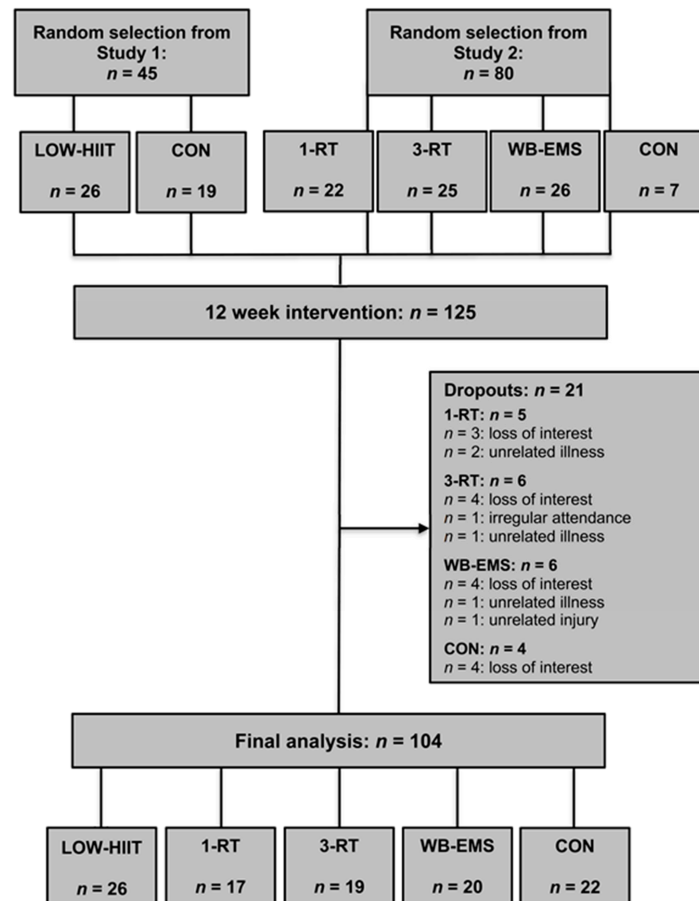 Random selection from
Study 1:
n = 45
Random selection from
Study 2:
n = 80
LOW-HIIT
n = 26
CON
n = 19
1-RT
n = 22
3-RT
n = 25
WB-EMS
n = 26
CON
n = 7
12 week intervention: n = 125
Dropouts: n = 21
1-RT: n = 5
n = 3: loss of interest
n = 2: unrelated illness
3-RT: n = 6
n = 4: loss of interest
n = 1: irregular attendance
n = 1: unrelated illness
WB-EMS: n = 6
n = 4: loss of interest
n = 1: unrelated illness
n = 1: unrelated injury
CON: n = 4
n = 4: loss of interest
Final analysis: n = 104
LOW-HIIT
n = 26
1-RT
n = 17
3-RT
n = 19
WB-EMS
n = 20
CON
n = 22